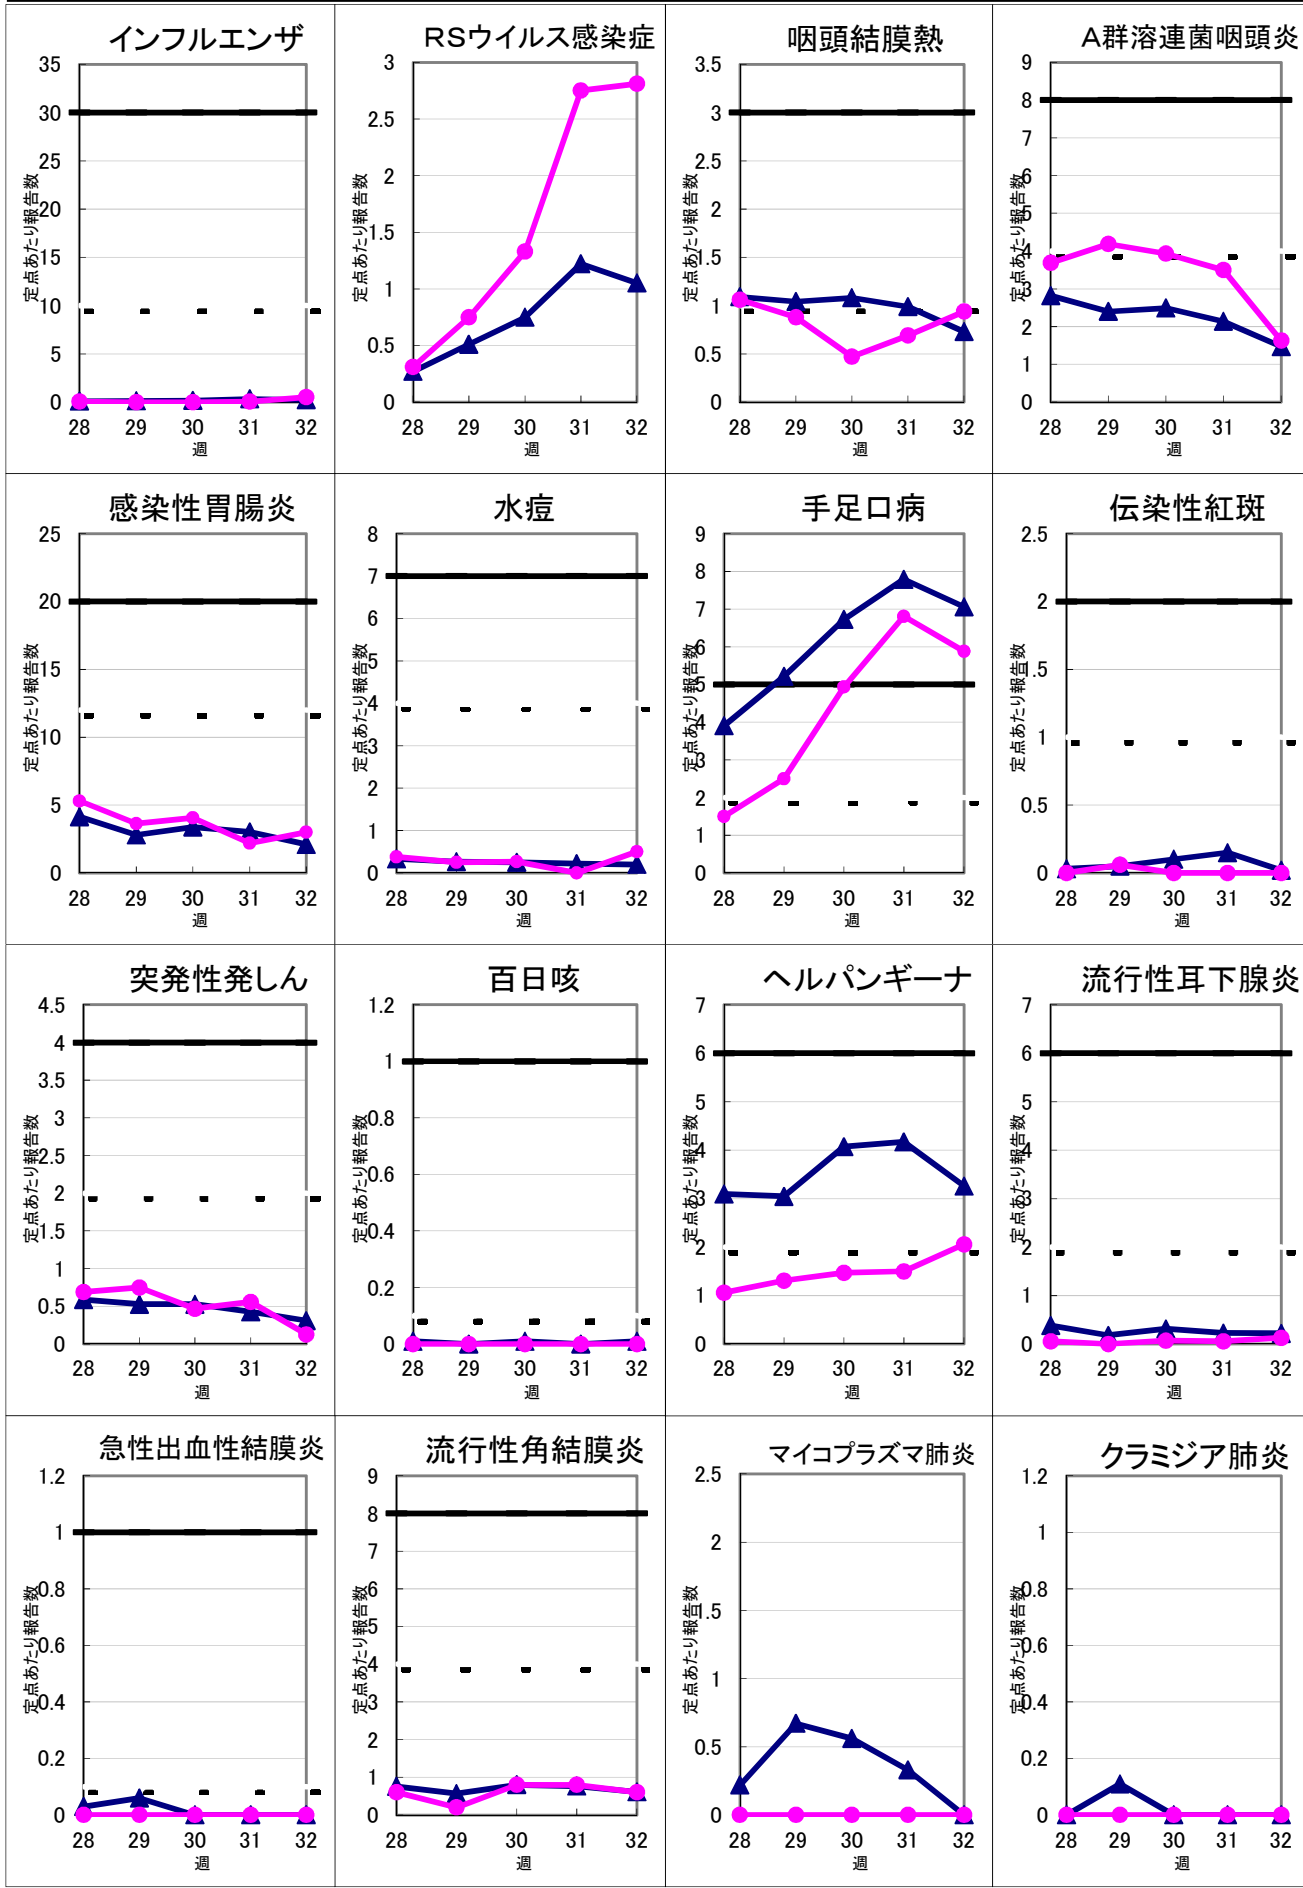 インフルエンザ
35
30
25
20
15
10
5
0
定点あたり報告数
28 29 30 31 32
週
RSウイルス感染症
3
2.5
2
1.5
1
0.5
0
定点あたり報告数
28 29 30 31 32
週
咽頭結膜熱
3.5
3
2.5
2
1.5
1
0.5
0
定点あたり報告数
28 29 30 31 32
週
A群溶連菌咽頭炎
9
8
7
6
5
4
3
2
1
0
定点あたり報告数
28 29 30 31 32
週
感染性胃腸炎
25
20
15
10
5
0
定点あたり報告数
28 29 30 31 32
週
水痘
8
7
6
5
4
3
2
1
0
定点あたり報告数
28 29 30 31 32
週
手足口病
9
8
7
6
5
4
3
2
1
0
定点あたり報告数
28 29 30 31 32
週
伝染性紅斑
2.5
2
1.5
1
0.5
0
定点あたり報告数
28 29 30 31 32
週
突発性発しん
4.5
4
3.5
3
2.5
2
1.5
1
0.5
0
定点あたり報告数
28 29 30 31 32
週
百日咳
1.2
1
0.8
0.6
0.4
0.2
0
定点あたり報告数
28 29 30 31 32
週
ヘルパンギーナ
7
6
5
4
3
2
1
0
定点あたり報告数
28 29 30 31 32
週
流行性耳下腺炎
7
6
5
4
3
2
1
0
定点あたり報告数
28 29 30 31 32
週
急性出血性結膜炎
1.2
1
0.8
0.6
0.4
0.2
0
定点あたり報告数
28 29 30 31 32
週
流行性角結膜炎
9
8
7
6
5
4
3
2
1
0
定点あたり報告数
28 29 30 31 32
週
マイコプラズマ肺炎
2.5
2
1.5
1
0.5
0
定点あたり報告数
28 29 30 31 32
週
クラミジア肺炎
1.2
1
0.8
0.6
0.4
0.2
0
定点あたり報告数
28 29 30 31 32
週